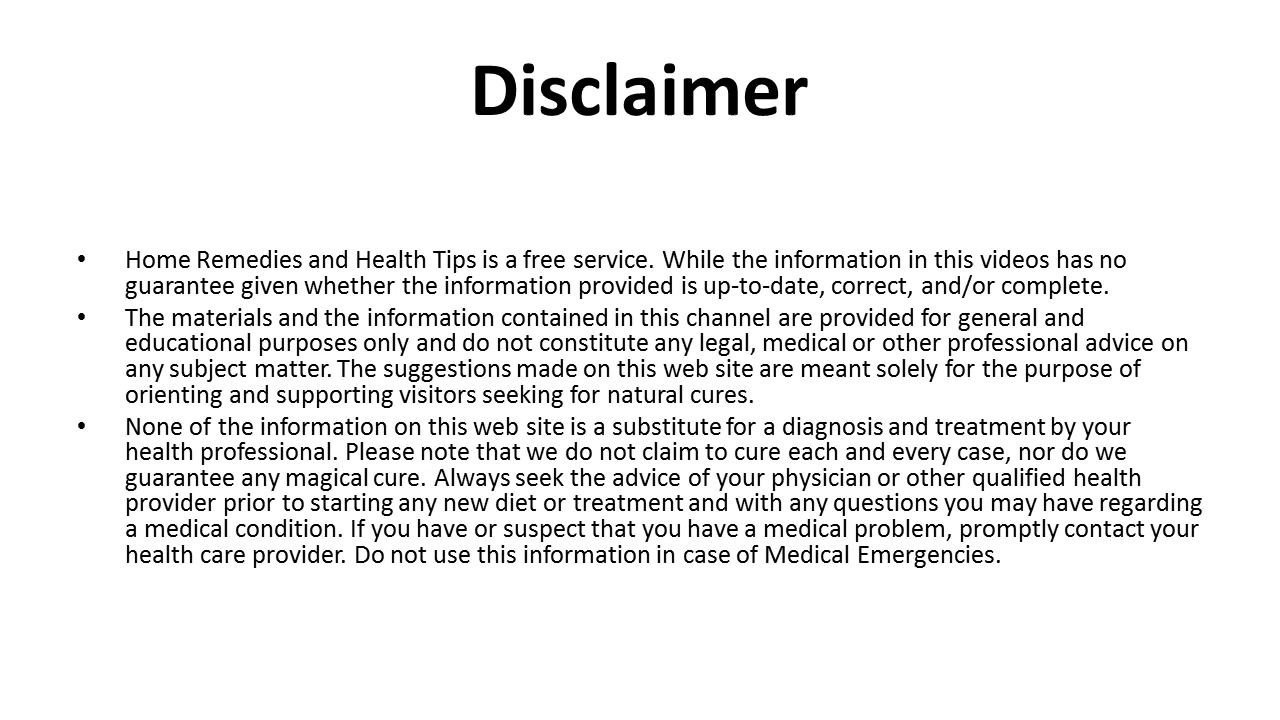 Disclaimer
• Home Remedies and Health Tips is a free service. While the information in this videos has no
guarantee given whether the information provided is up-to-date, correct, and/or complete.
• The materials and the information contained in this channel are provided for general and
educational purposes only and do not constitute any legal, medical or other professional advice on
any subject matter. The suggestions made on this web site are meant solely for the purpose of
orienting and supporting visitors seeking for natural cures.
• None of the information on this web site is a substitute for a diagnosis and treatment by your
health professional. Please note that we do not claim to cure each and every case, nor do we
guarantee any magical cure. Always seek the advice of your physician or other qualified health
provider prior to starting any new diet or treatment and with any questions you may have regarding
a medical condition. If you have or suspect that you have a medical problem, promptly contact your
health care provider. Do not use this information in case of Medical Emergencies.